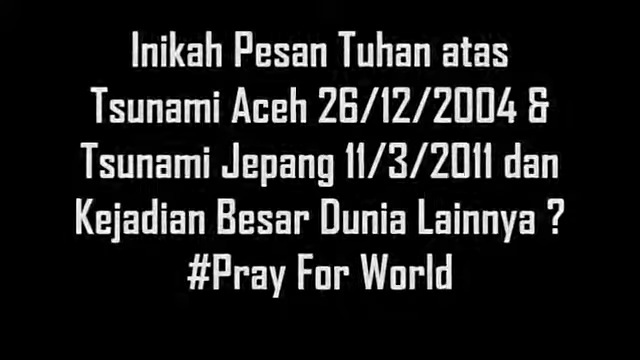 Inikah Pesan Tuhan atas
Tsunami Aceh 26/12/2004 &
Tsunami Jepang 11/3/2011 dan
Kejadian Besar Dunia Lainnya ?
#Pray For World